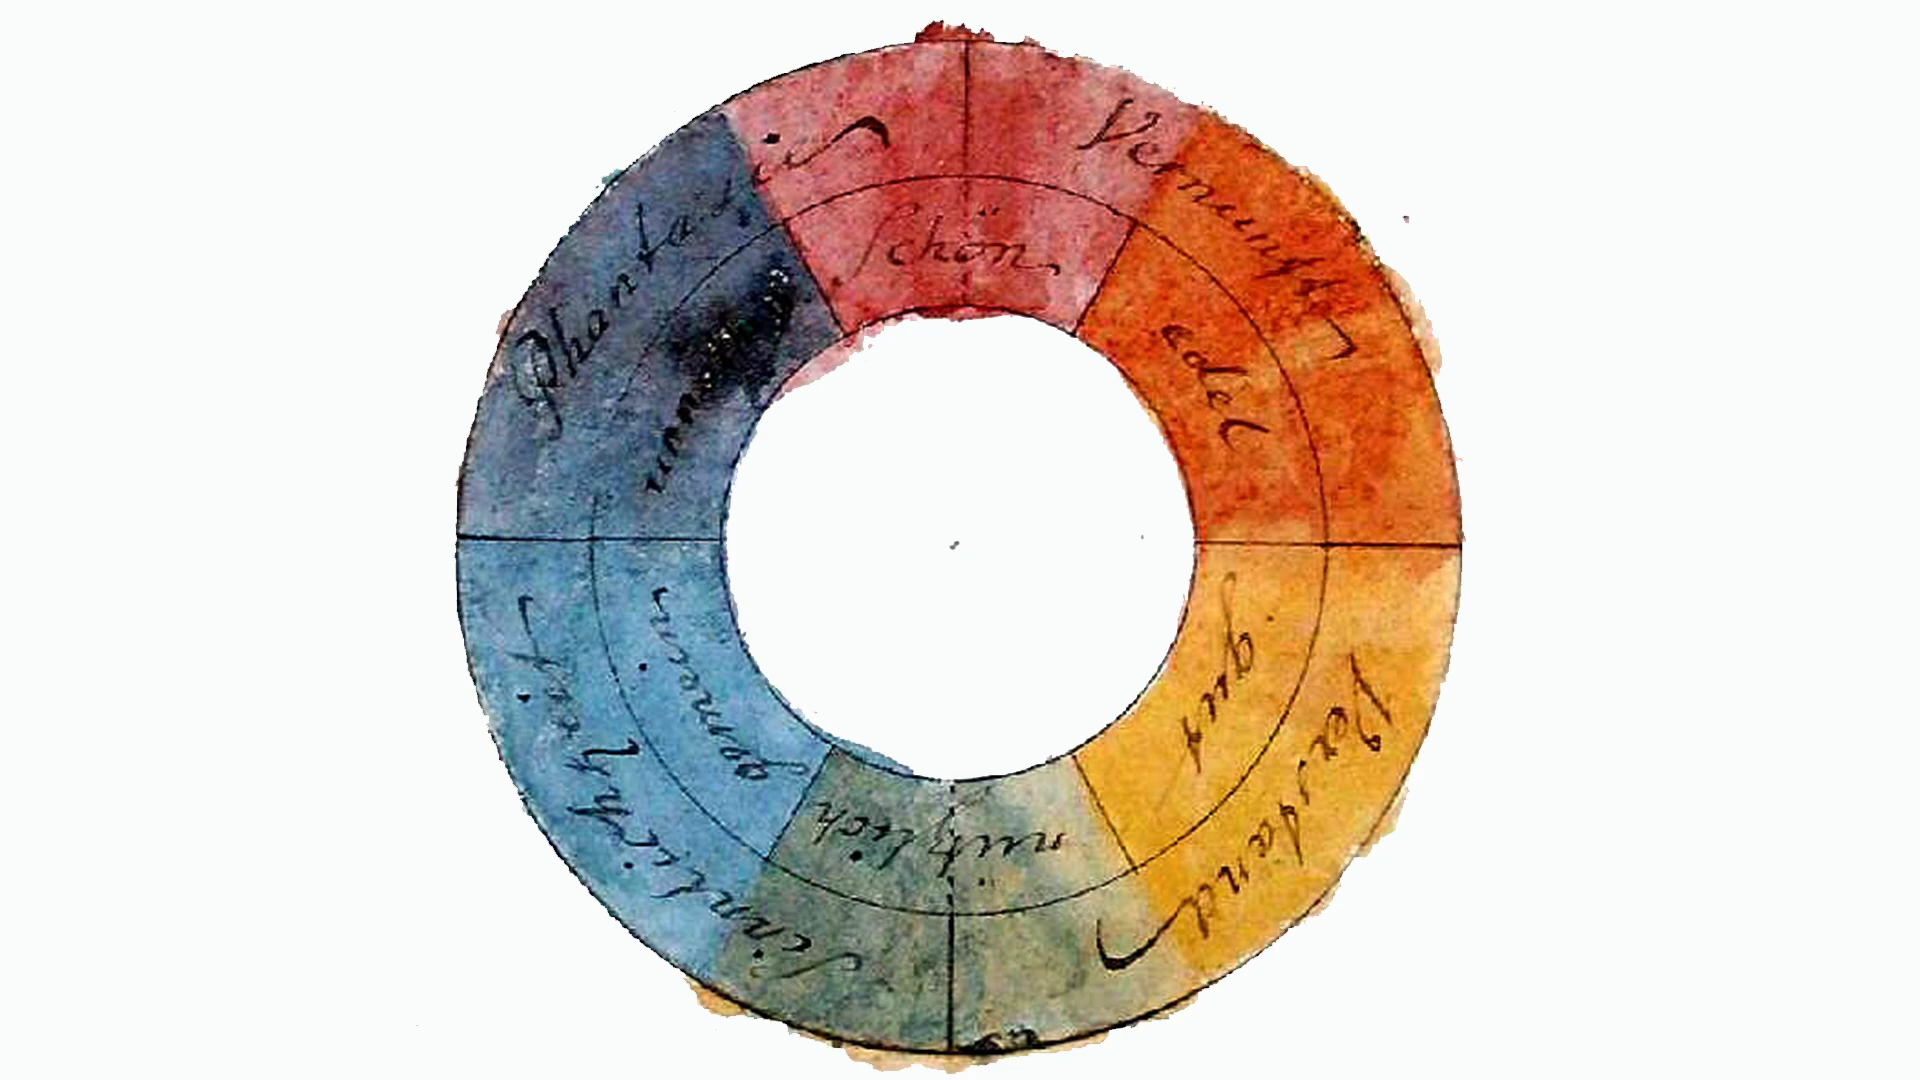 Vernunft
Verstand
Sinnlichkeit
Phantasie
schön
edel
gut
nützlich
gemein